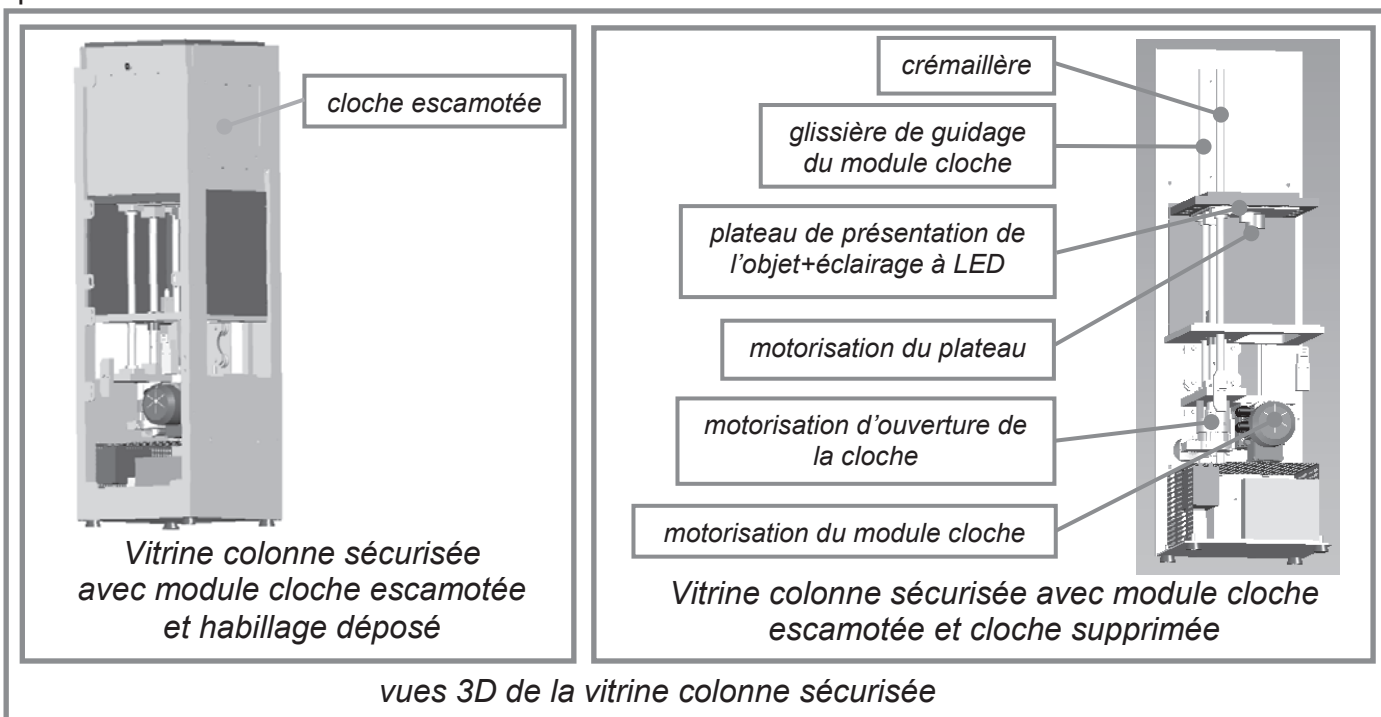 cloche escamotée
Vitrine colonne sécurisée
avec module cloche escamotée
et habillage déposé
crémaillère
glissière de guidage
du module cloche
plateau de présentation de
l’objet+éclairage à LED
motorisation du plateau
motorisation d’ouverture de
la cloche
motorisation du module cloche
Vitrine colonne sécurisée avec module cloche
escamotée et cloche supprimée
vues 3D de la vitrine colonne sécurisée